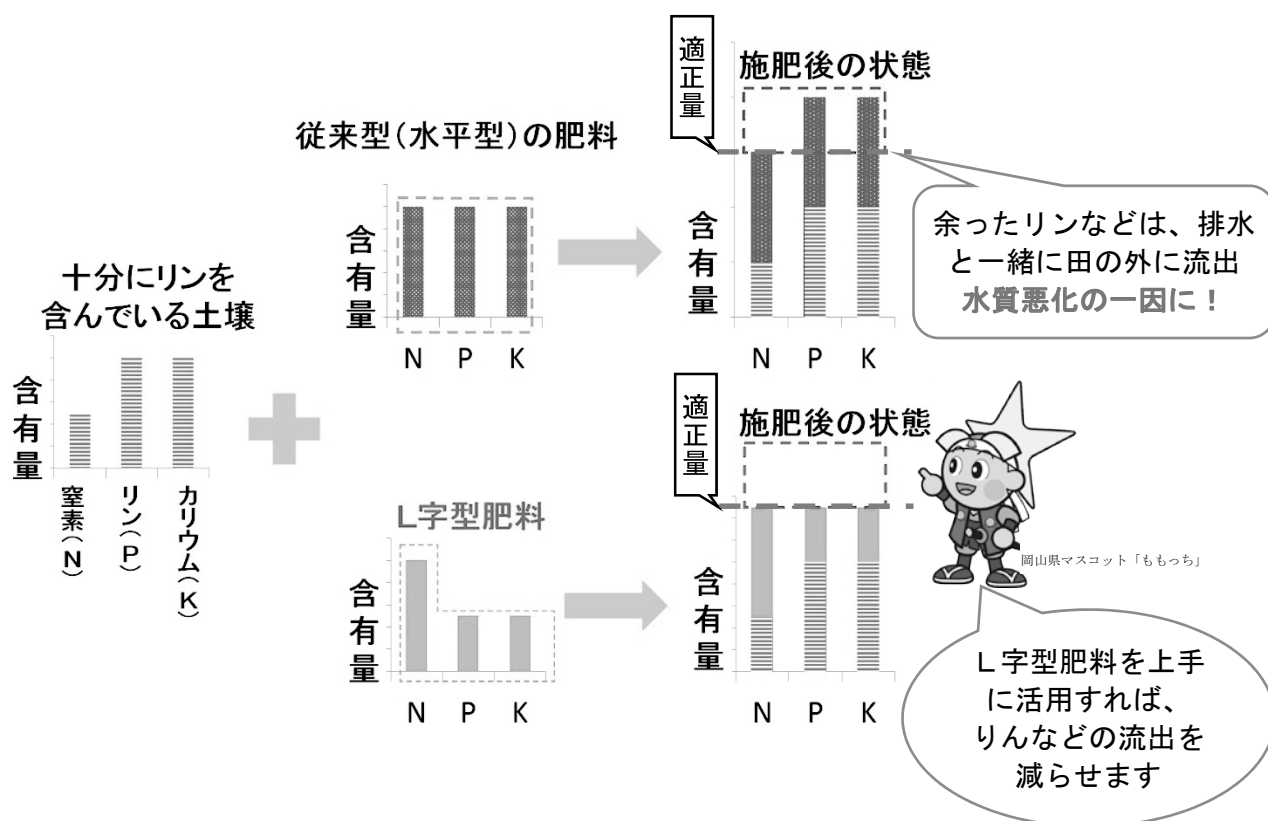 十分にリンを
含んでいる土壌
含有量
窒素(N)
リン(P)
カリウム(K)
従来型(水平型)の肥料
含有量
N P K
適正量
施肥後の状態
含有量
N P K
余ったリンなどは、排水
と一緒に田の外に流出
水質悪化の一因に！
L字型肥料
含有量
N P K
適正量
施肥後の状態
含有量
N P K
岡山県マスコット「ももっち」
L字型肥料を上手
に活用すれば、
りんなどの流出を
減らせます